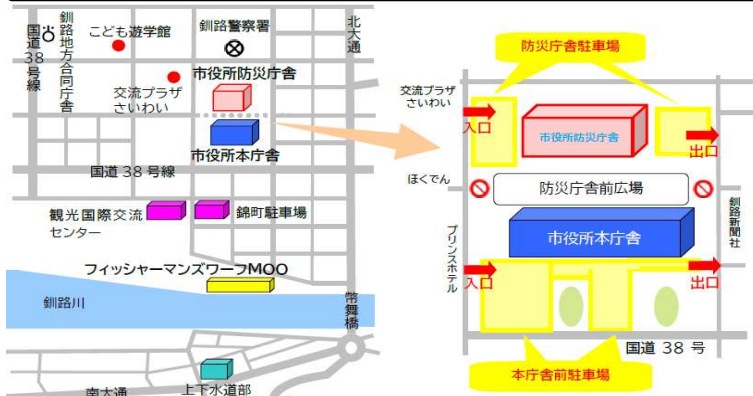 国道38号線
釧路地方合同庁舎
こども遊学館
釧路警察署
北大通
市役所防災庁舎
交流プラザ
さいわい
市役所本庁舎
国道 38 号線
観光国際交流
センター
錦町駐車場
フィッシャーマンズワーフMOO
釧路川
幣舞橋
南大通
上下水道部
防災庁舎駐車場
交流プラザ
さいわい
入口
市役所防災庁舎
出口
ほくでん
防災庁舎前広場
釧路新聞社
プリンスホテル
市役所本庁舎
入口
出口
国道 38 号
本庁舎前駐車場